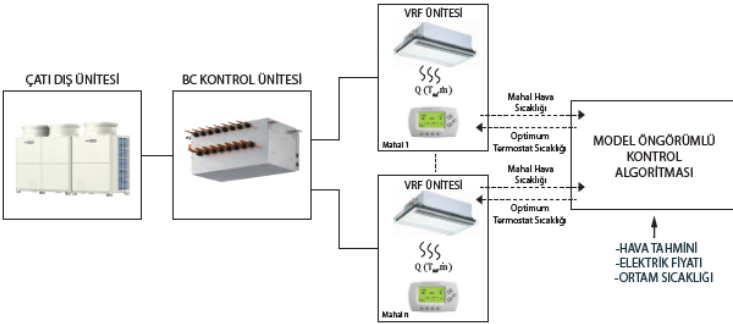 ÇATI DIŞ ÜNİTESİ
BC KONTROL ÜNİTESİ
VRF ÜNİTESİ
Q (T
Mahal 1
Mahal Hava
Sıcaklığı
Optimum
Termostat Sıcaklığı
VRF ÜNİTESİ
Q (T
Mahal n
Mahal Hava
Sıcaklığı
Optimum
Termostat Sıcaklığı
MODEL ÖNGÖRÜMLÜ
KONTROL
ALGORİTMASI
-HAVA TAHMİNİ
-ELEKTRİK FİYATI
-ORTAM SICAKLIGI